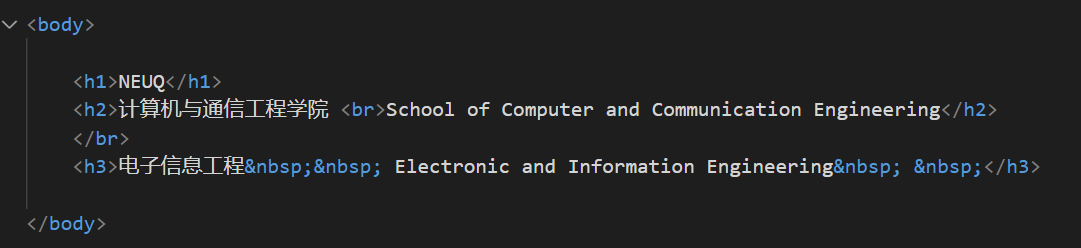 <body>
<h1>NEUQ</h1>
<h2>计算机与通信工程学院 <br>School of Computer and Communication Engineering</h2>
</br>
<h3>电子信息工程&nbsp;&nbsp; Electronic and Information Engineering&nbsp; &nbsp;</h3>
</body>